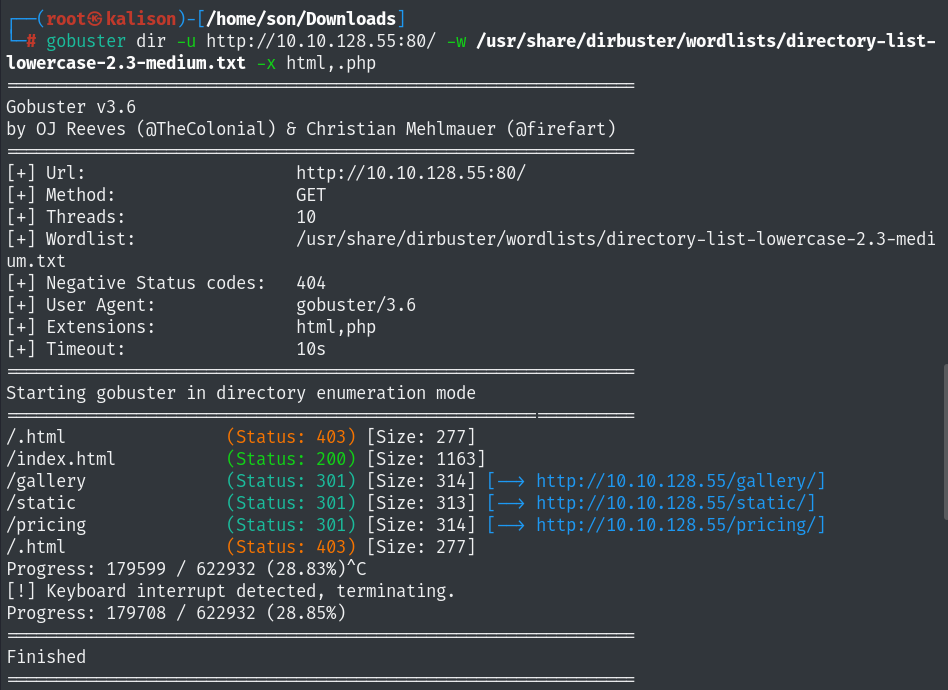 ┌──(root㉿kalison)-[/home/son/Downloads]
└─# gobuster dir -u http://10.10.128.55:80/ -w /usr/share/dirbuster/wordlists/directory-list-
lowercase-2.3-medium.txt -x html,.php
===============================================================
Gobuster v3.6
by OJ Reeves (@TheColonial) & Christian Mehlmauer (@firefart)
===============================================================
[+] Url:                     http://10.10.128.55:80/
[+] Method:                  GET
[+] Threads:                 10
[+] Wordlist:                /usr/share/dirbuster/wordlists/directory-list-lowercase-2.3-medi
um.txt
[+] Negative Status codes:   404
[+] User Agent:              gobuster/3.6
[+] Extensions:              html,php
[+] Timeout:                 10s
===============================================================
Starting gobuster in directory enumeration mode
===============================================================
/.html                (Status: 403) [Size: 277]
/index.html           (Status: 200) [Size: 1163]
/gallery              (Status: 301) [Size: 314] [--> http://10.10.128.55/gallery/]
/static               (Status: 301) [Size: 313] [--> http://10.10.128.55/static/]
/pricing              (Status: 301) [Size: 314] [--> http://10.10.128.55/pricing/]
/.html                (Status: 403) [Size: 277]
Progress: 179599 / 622932 (28.83%)^C
[!] Keyboard interrupt detected, terminating.
Progress: 179708 / 622932 (28.85%)
===============================================================
Finished
===============================================================